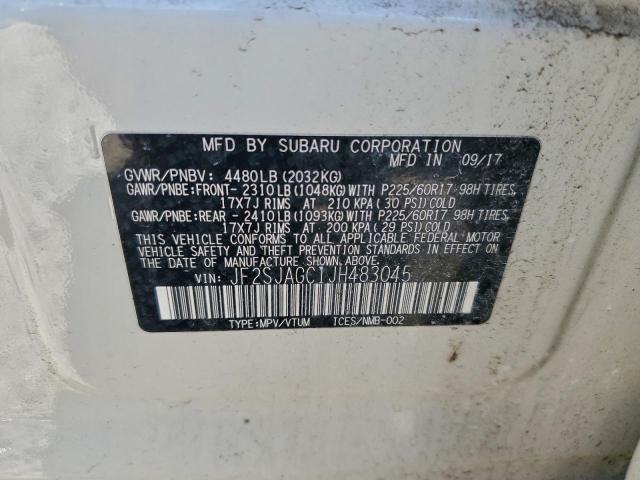 MFD BY SUBARU CORPORATION
MFD IN 09/17
GVWR/PNBV: 4480LB (2032KG)
GAWR/PNBE:FRONT- 2310LB (1048KG)WITH P225/60R17 98H TIRES,
17X7J RIMS AT 210 KPA (30 PSI)COLD
GAWR/PNBE:REAR - 2410LB (1093KG)WITH P225/60R17 98H TIRES,
17X7J RIMS AT 200 KPA (29 PSI)COLD
THIS VEHICLE CONFORMS TO ALL APPLICABLE FEDERAL MOTOR
VEHICLE SAFETY AND THEFT PREVENTION STANDARDS IN EFFECT ON
THE DATE OF MANUFACTURE SHOWN ABOVE.
VIN: JF2SJAGC1JH483045
TYPE:MPV/VTUM ICES/NMB-002